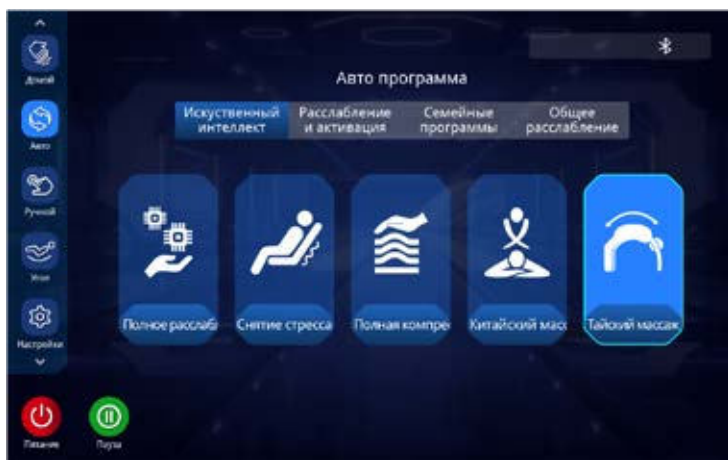 Домой
Авто
Ручной
Угол
Настройки
Питание
Пауза
Авто программа
Искуственный
интеллект
Расслабление
и активация
Семейные
программы
Общее
расслабление
Полное расслаб
Снятие стресса
Полная компрес
Китайский масс
Тайский массаж